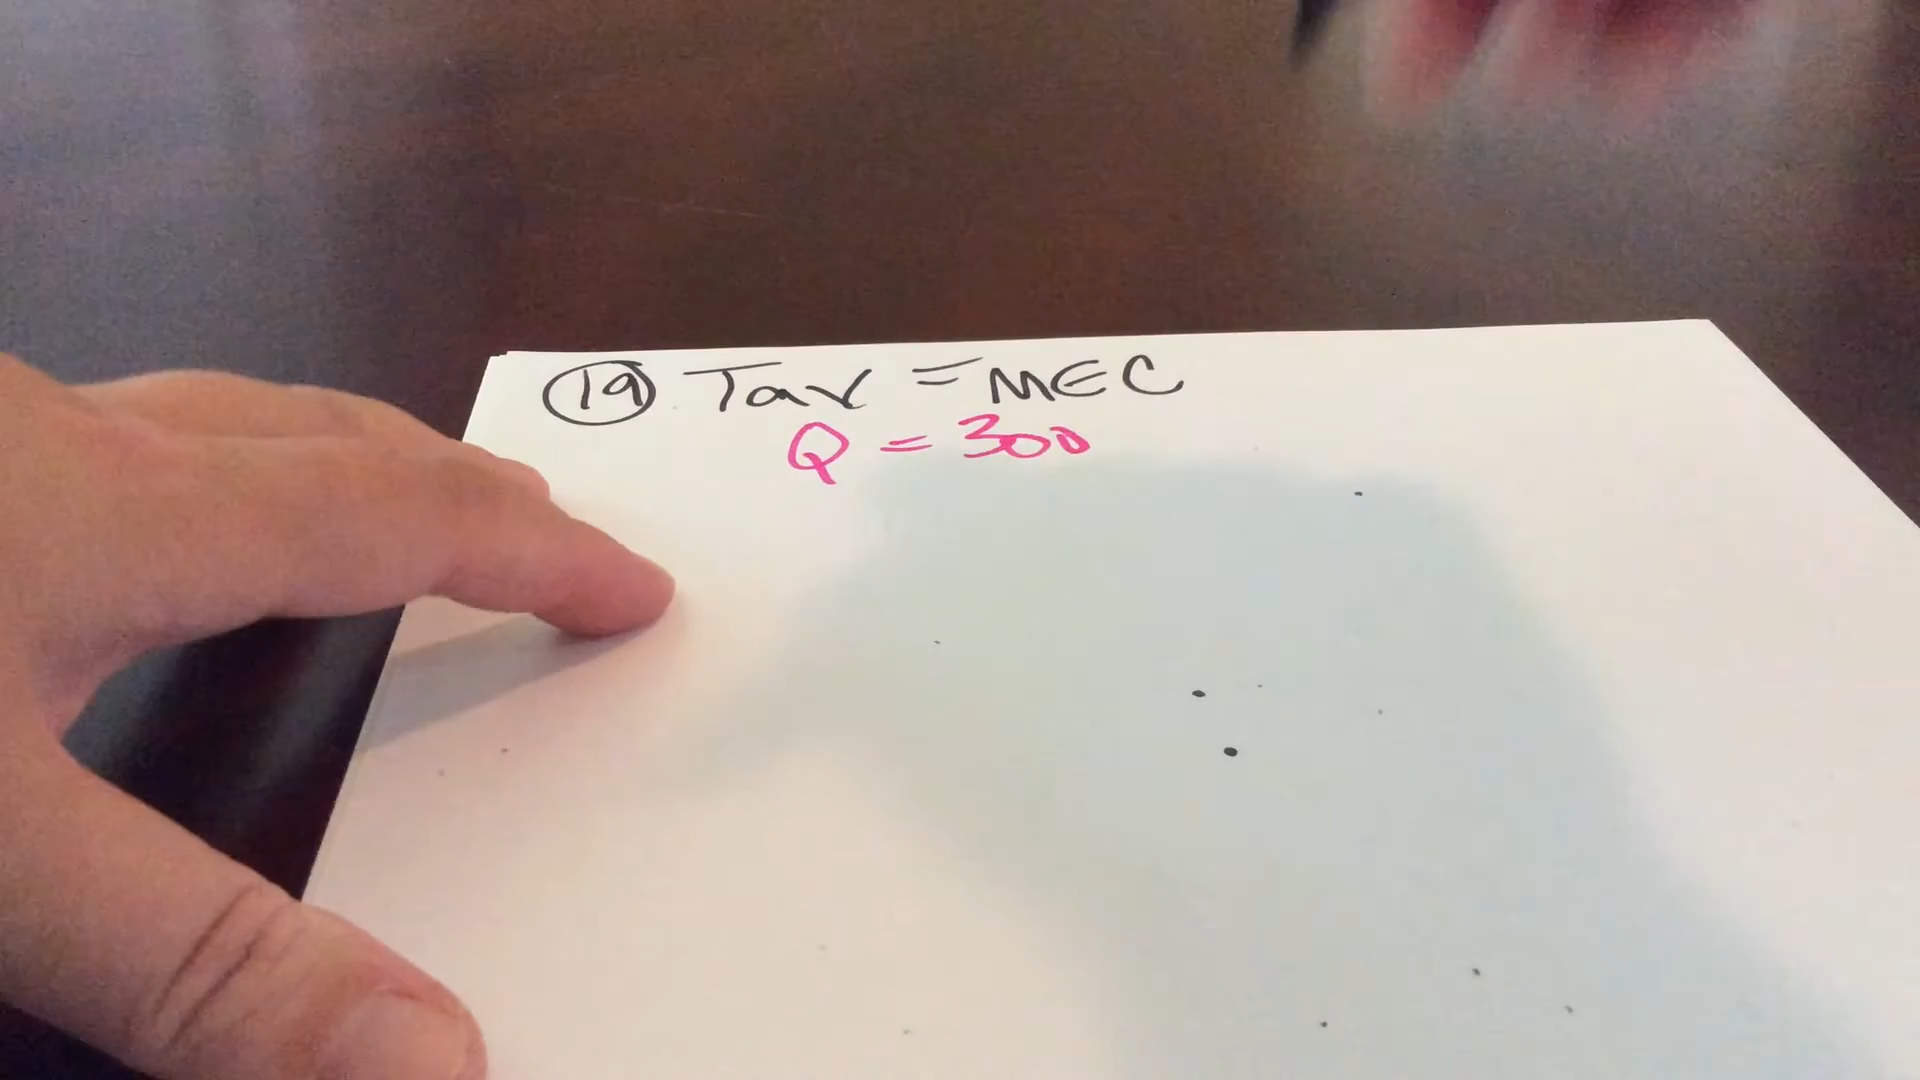 19 Tax = MEC
Q = 300